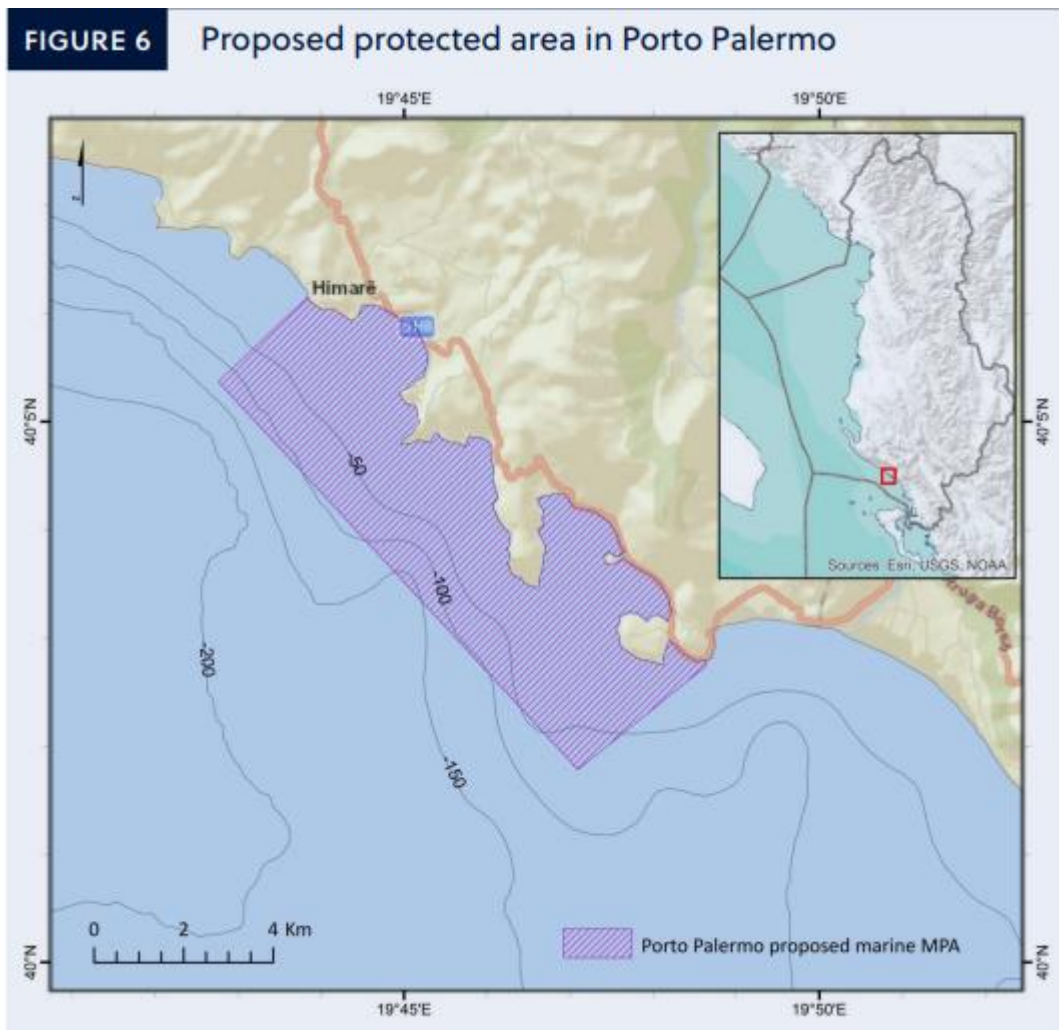 FIGURE 6 Proposed protected area in Porto Palermo
19°45'E 19°50'E
Himarë
40°5'N 40°5'N
-50
-100
-200
-150
Sources: Esri, USGS, NOAA
0 2 4 Km
Porto Palermo proposed marine MPA
40°N 40°N
19°45'E 19°50'E